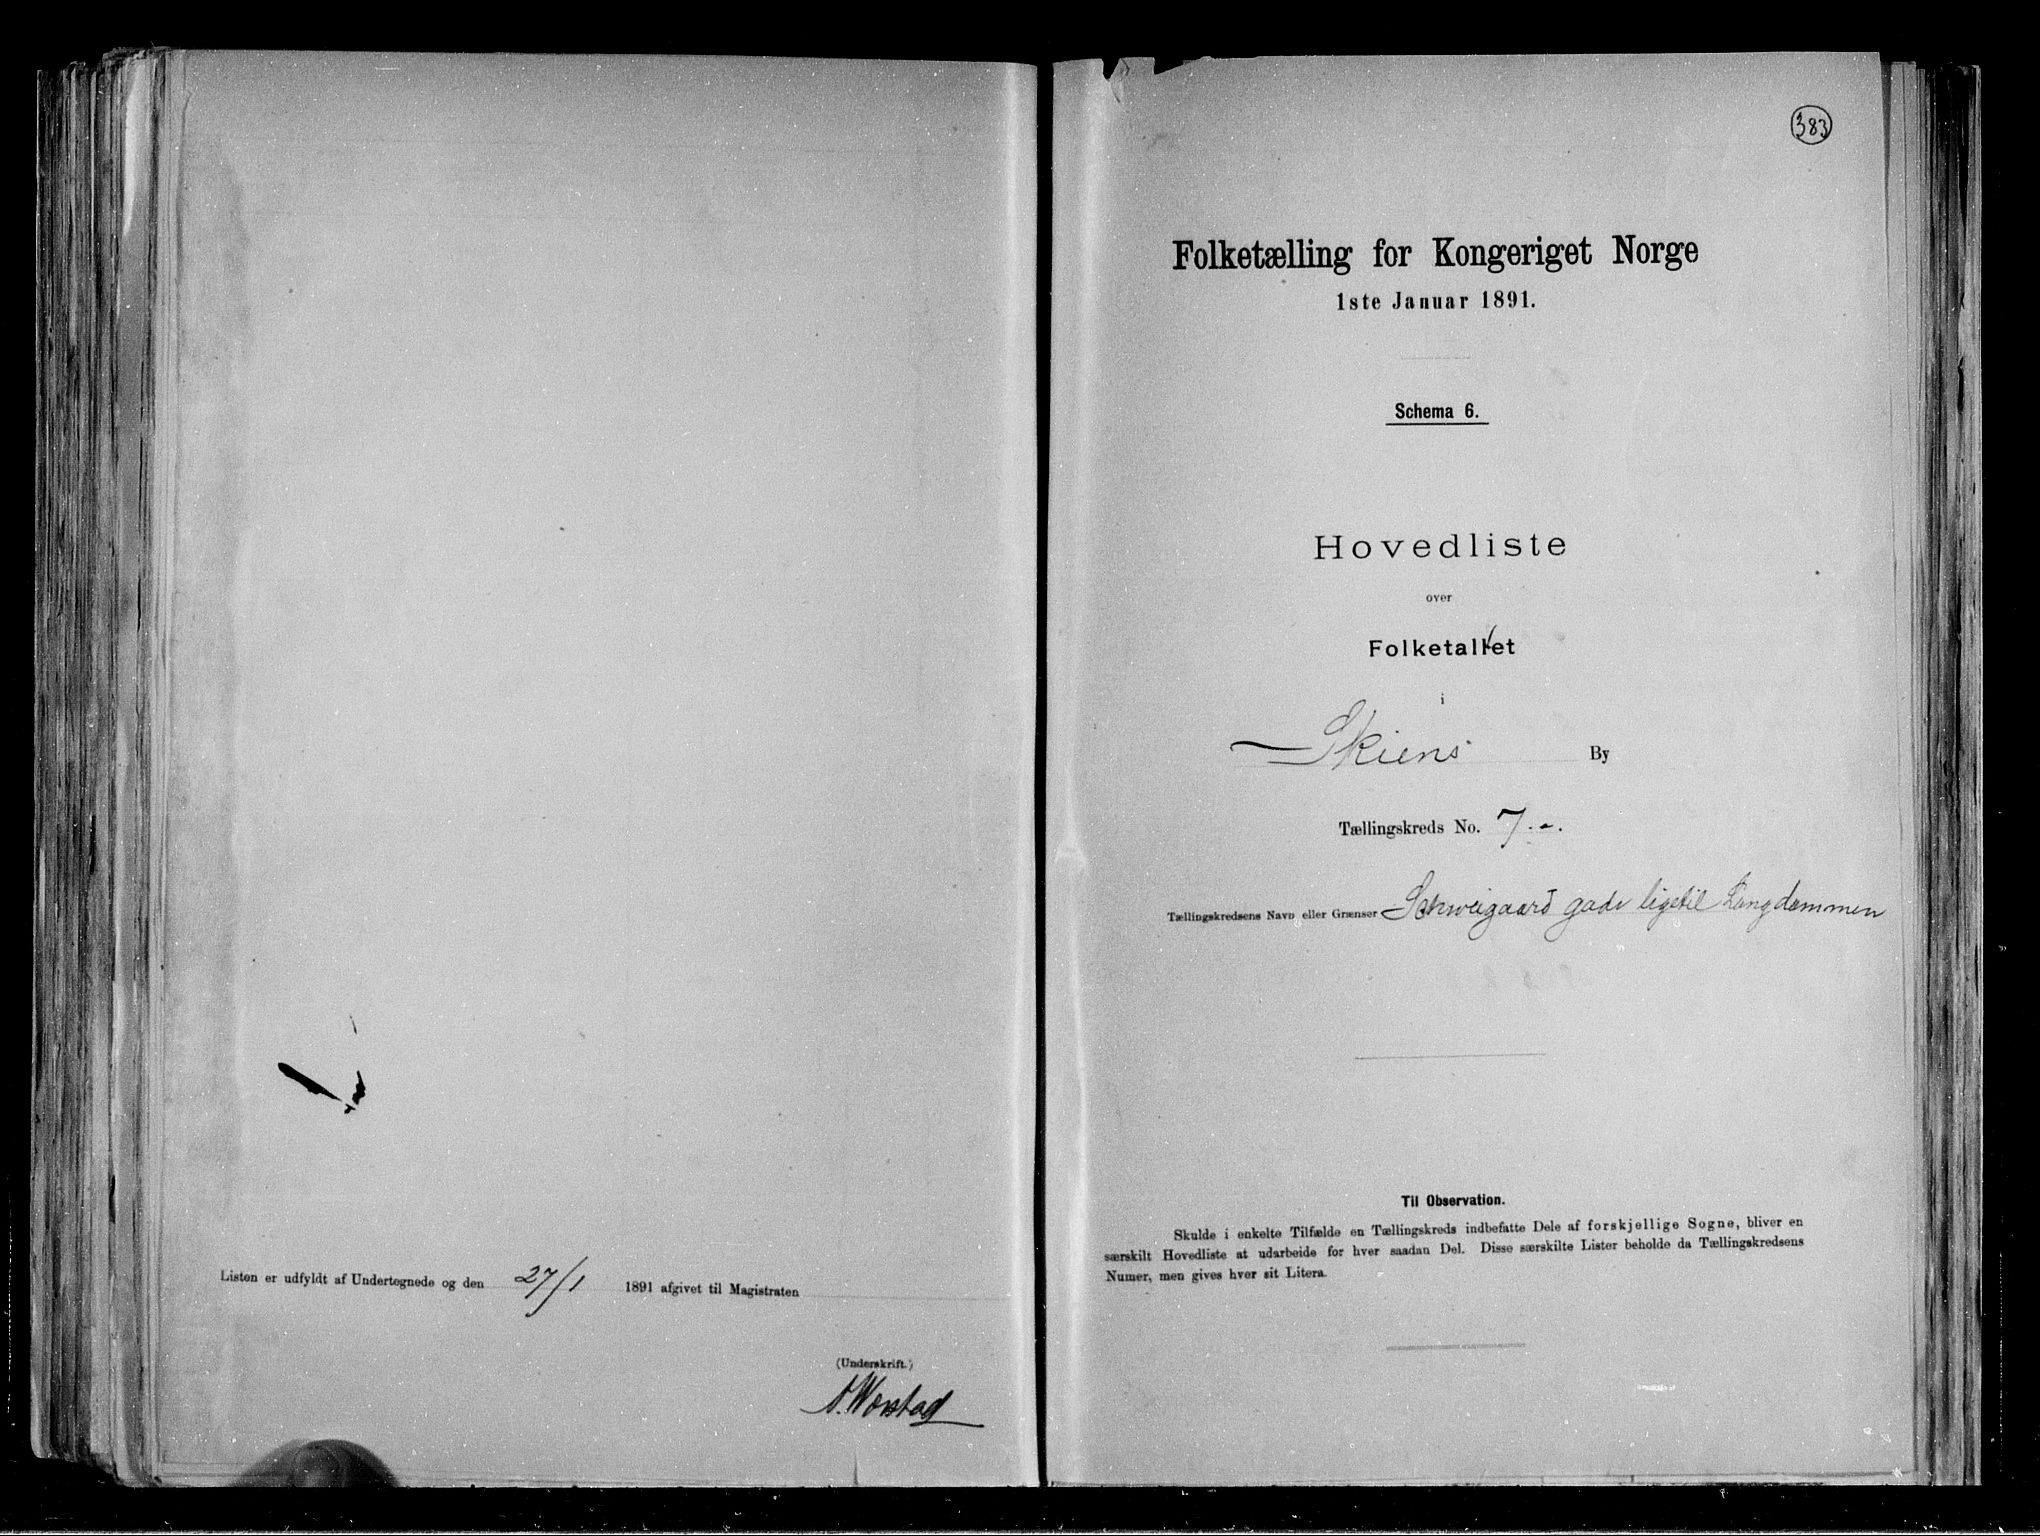 Listen er udfyldt af Undertegnede og den 27/1 1891 afgivet til Magistraten
(Underskrift.)
383
Folketælling for Kongeriget Norge
1ste Januar 1891.
Schema 6.
Hovedliste
over
Folketallet
i
Skiens By
Tællingskreds No. 7.-.
Tællingskredsens Navn eller Grænser Schweigaards gade ligetil Langdammen
Til Observation.
Skulde i enkelte Tilfælde en Tællingskreds indbefatte Dele af forskjellige Sogne, bliver en
særskilt Hovedliste at udarbeide for hver saadan Del. Disse særskilte Lister beholde da Tællingskredsens
Numer, men gives hver sit Litera.